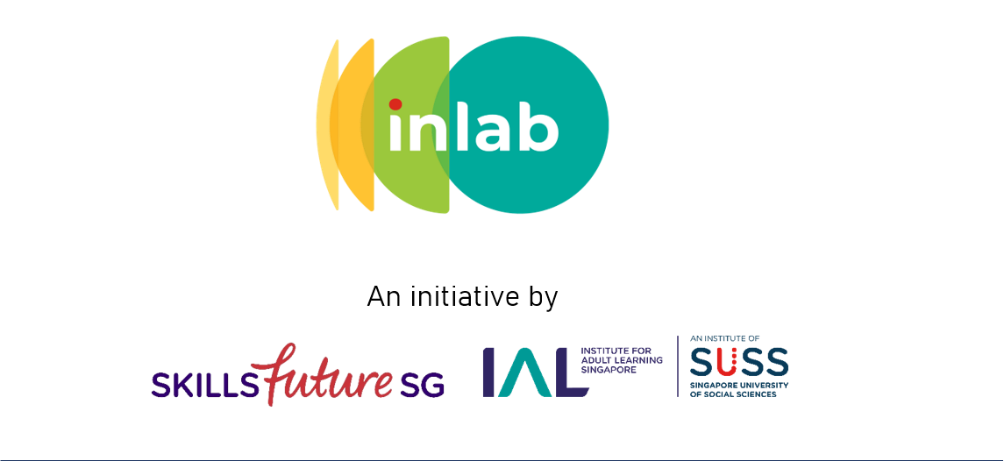 inlab
An initiative by
SKILLSfuture SG
IAL
INSTITUTE FOR
ADULT LEARNING
SINGAPORE
AN INSTITUTE OF
SUSS
SINGAPORE UNIVERSITY
OF SOCIAL SCIENCES